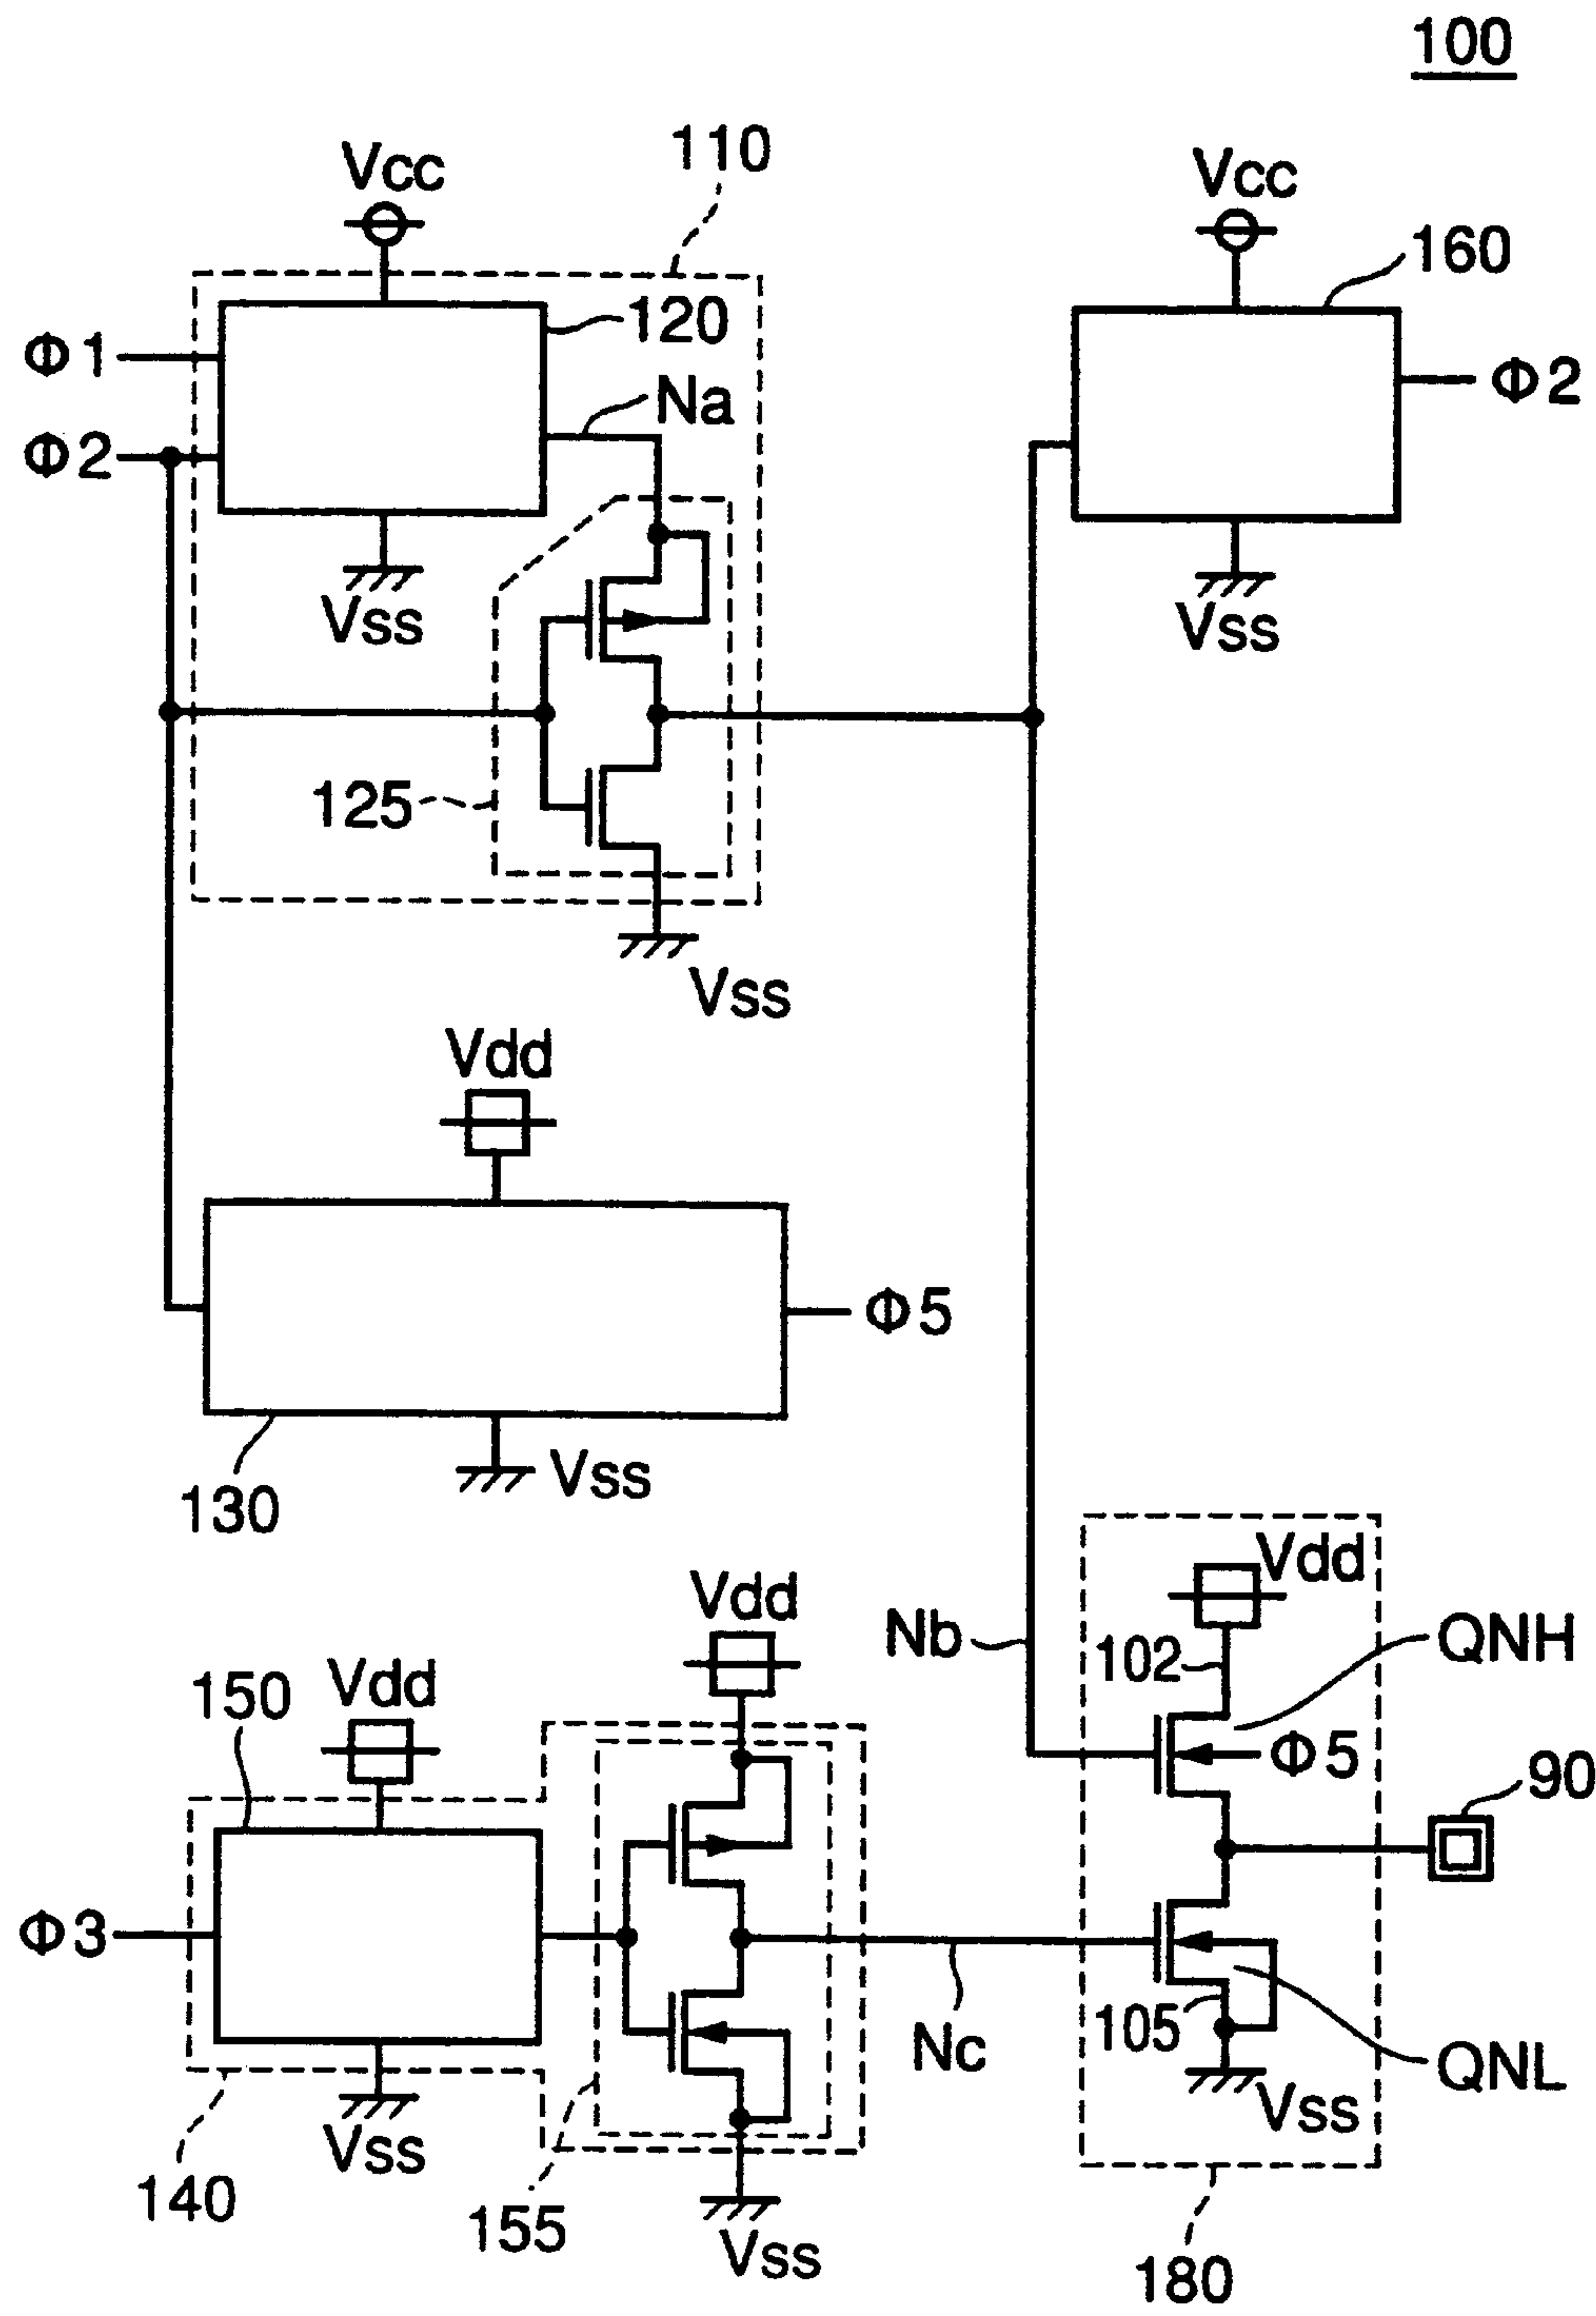 100
110
Vcc
Vcc
160
120
Φ1
Φ2
Na
Φ2
Vss
Vss
125
Vss
Vdd
Φ5
Vss
130
Vdd
Vdd
Nb
102
QNH
150
Vdd
Φ5
90
Φ3
Nc
105
QNL
Vss
Vss
140
155
Vss
180